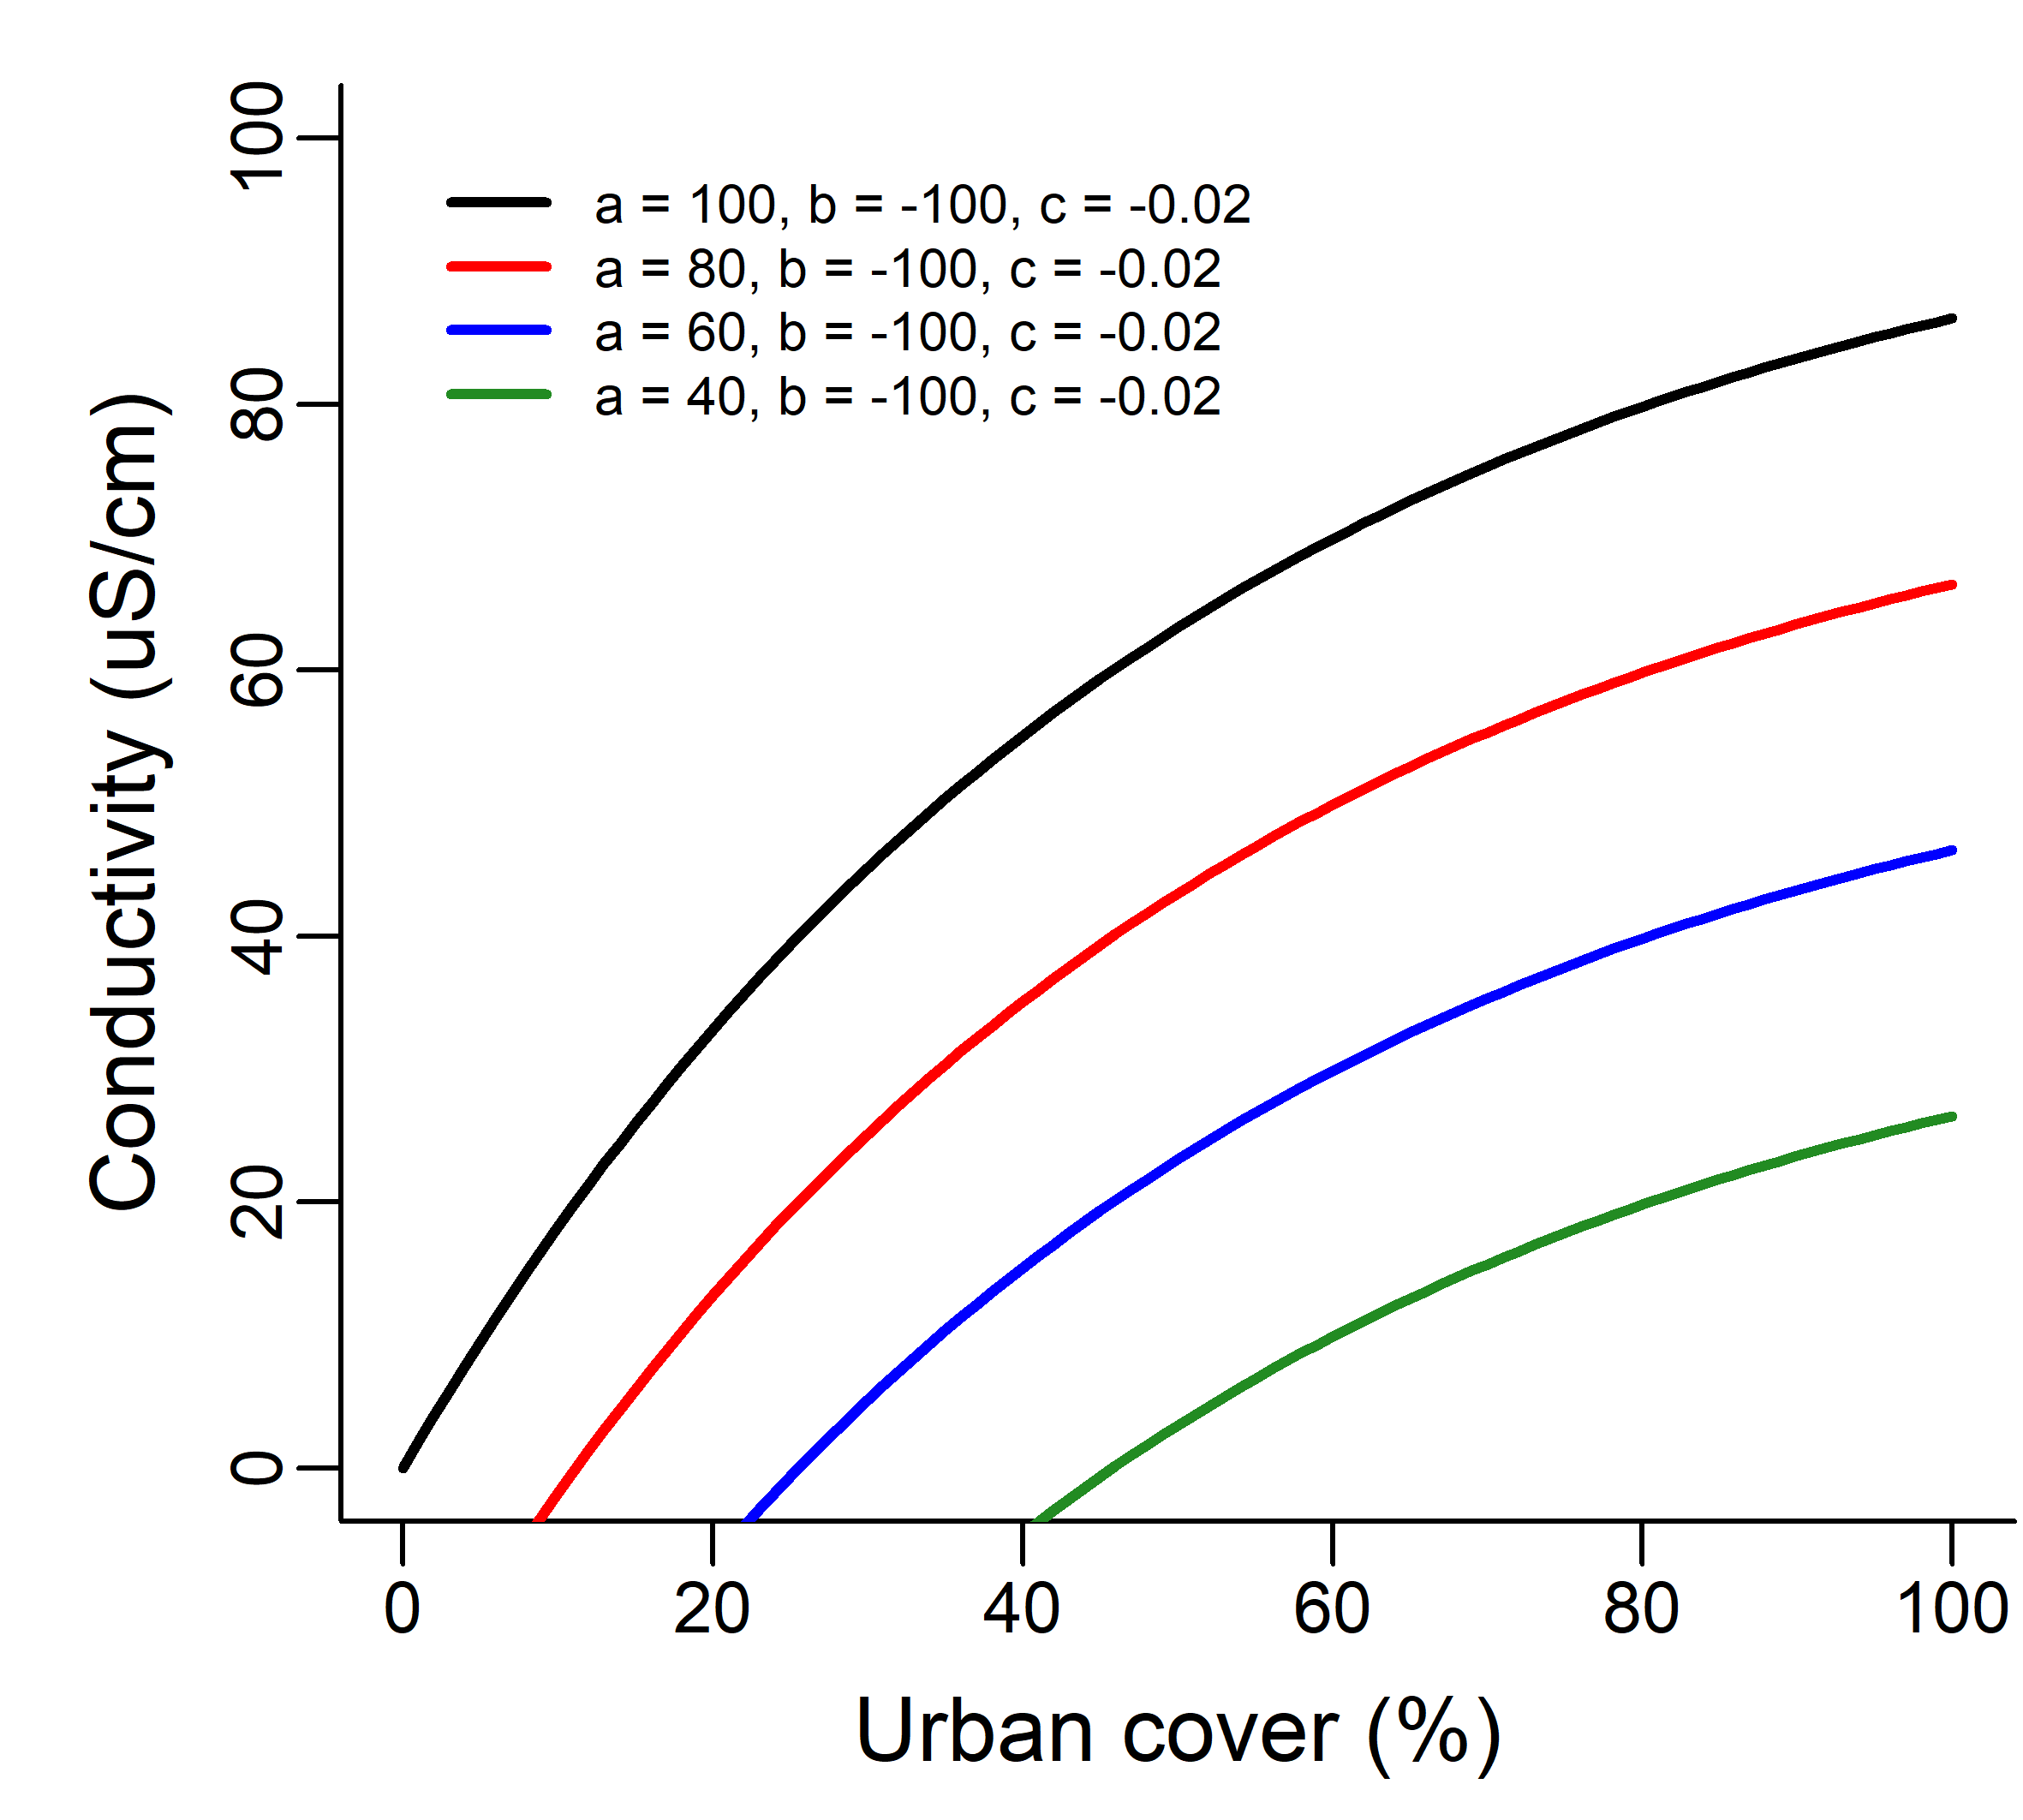 100
80
60
40
20
0
Conductivity (uS/cm)
a = 100, b = -100, c = -0.02
a = 80, b = -100, c = -0.02
a = 60, b = -100, c = -0.02
a = 40, b = -100, c = -0.02
0 20 40 60 80 100
Urban cover (%)